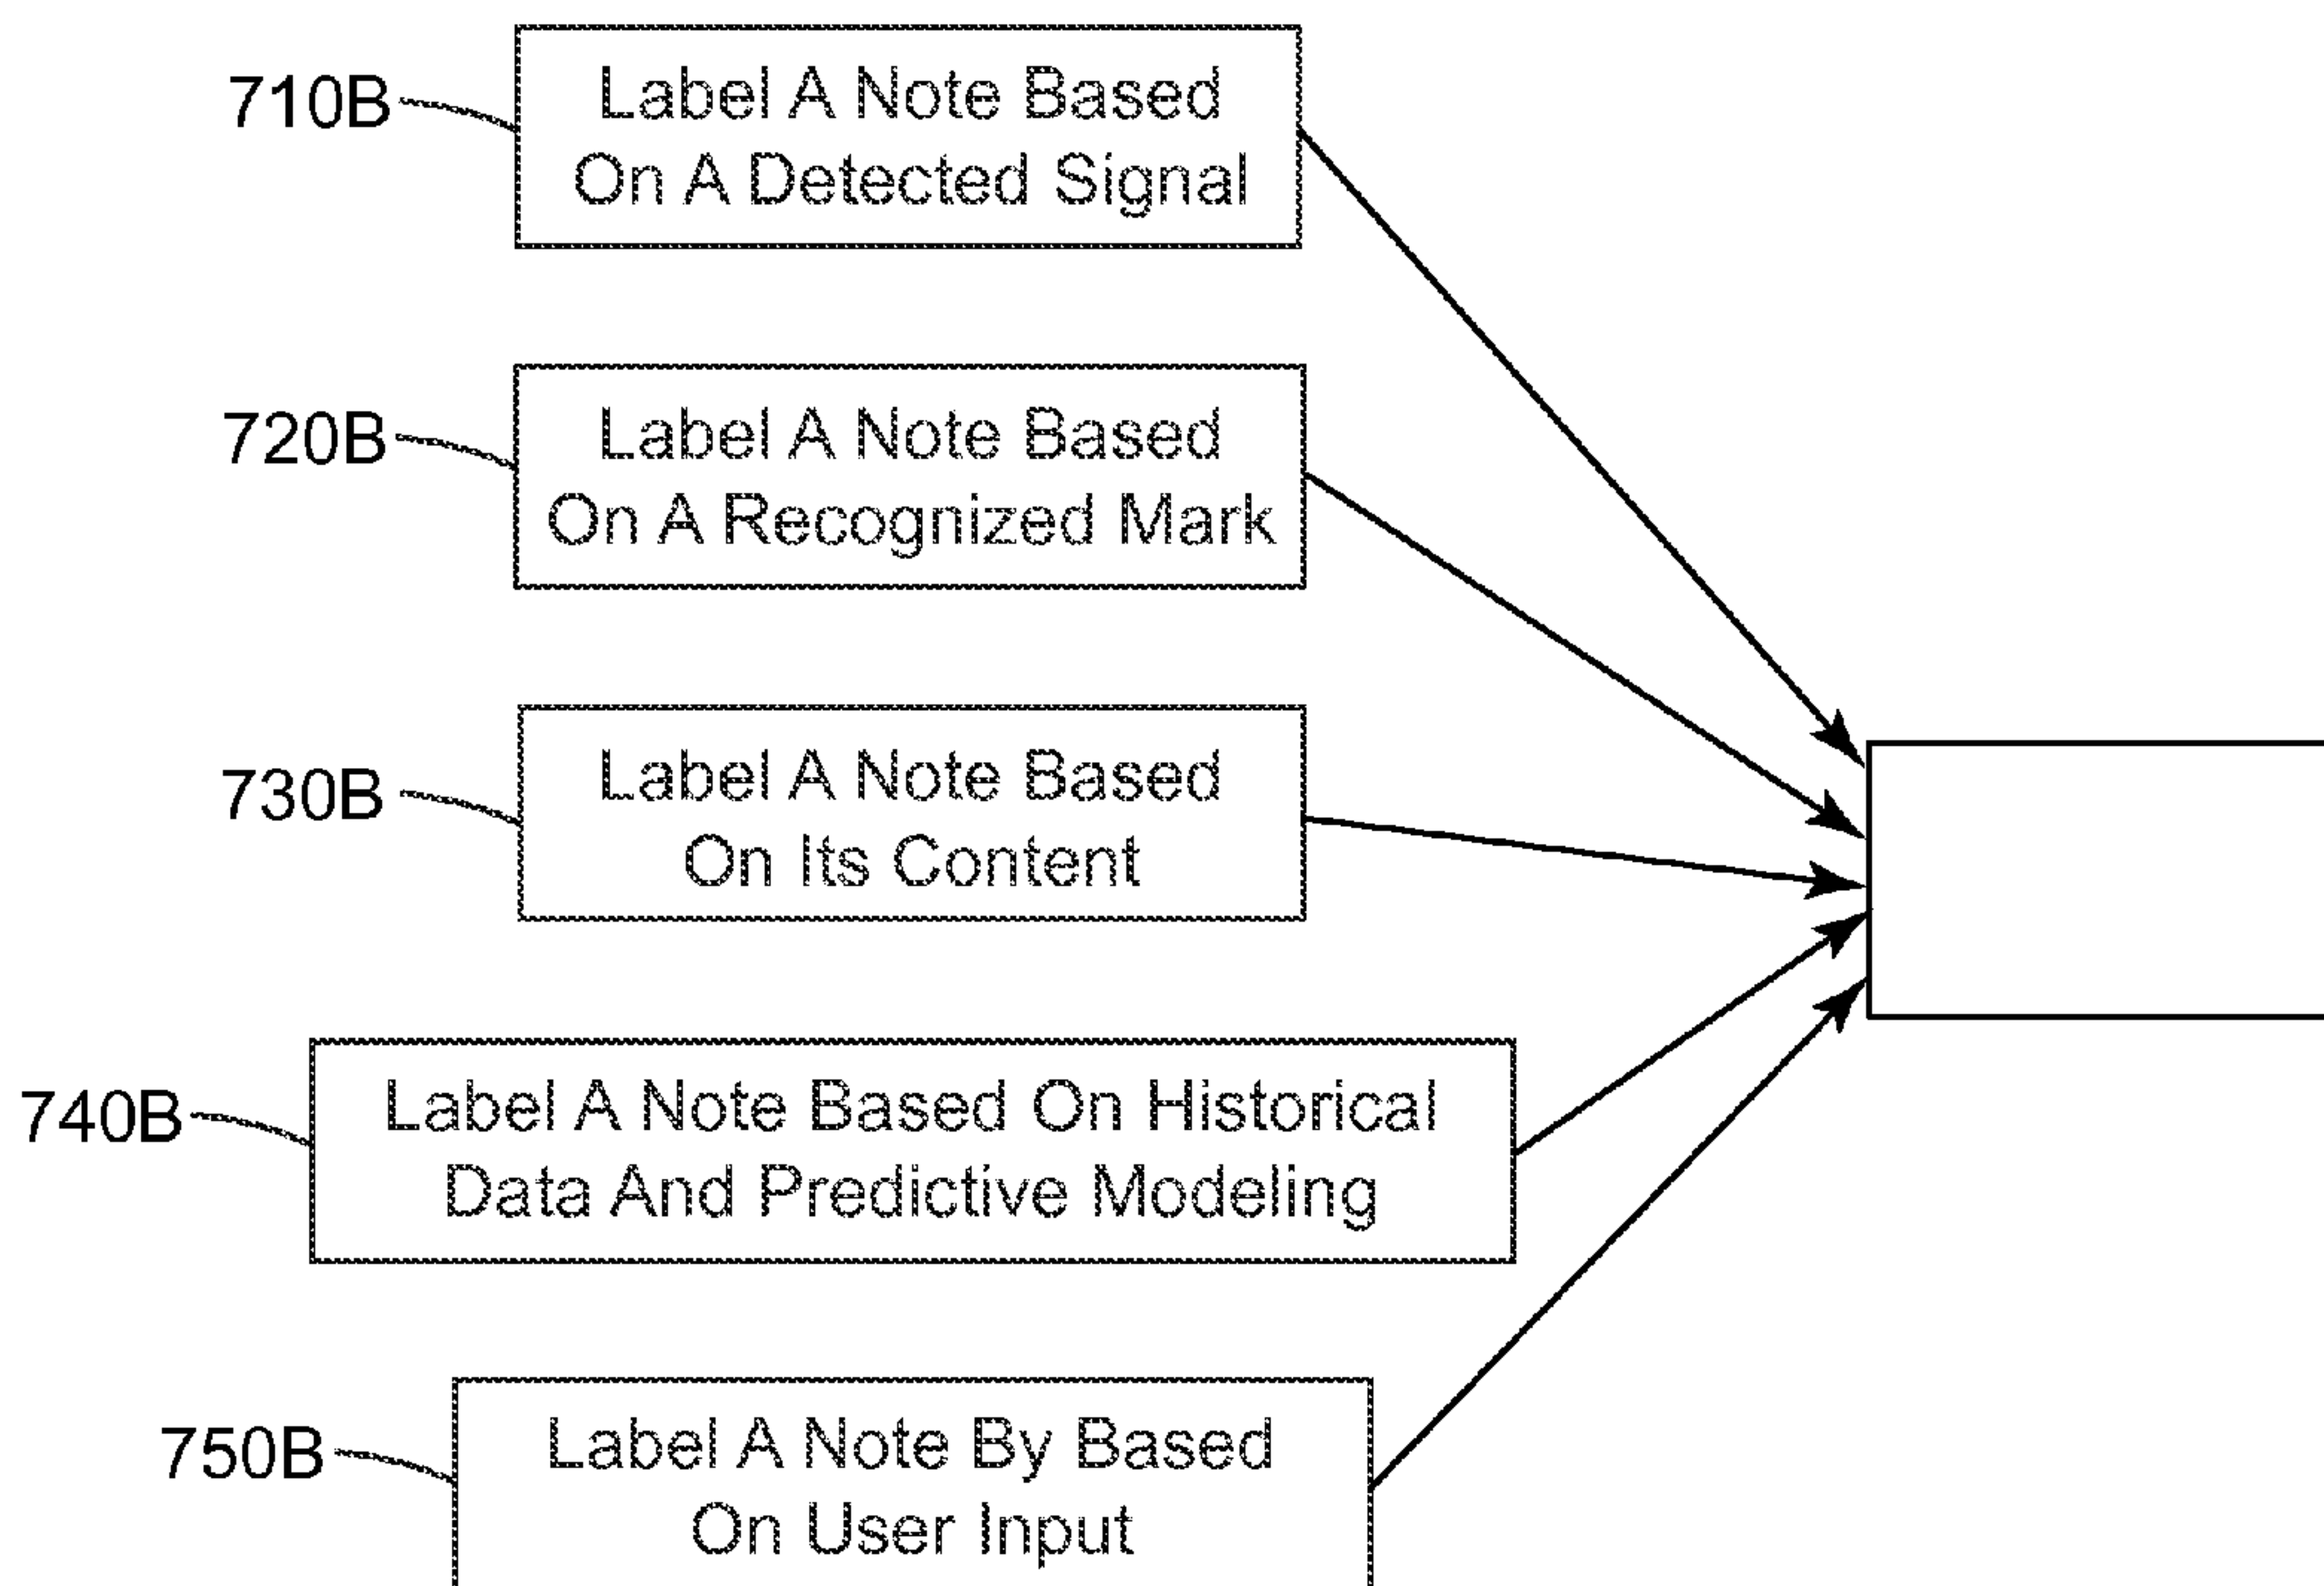 710B
Label A Note Based
On A Detected Signal
720B
Label A Note Based
On A Recognized Mark
730B
Label A Note Based
On Its Content
740B
Label A Note Based On Historical
Data And Predictive Modeling
750B
Label A Note By Based
On User Input